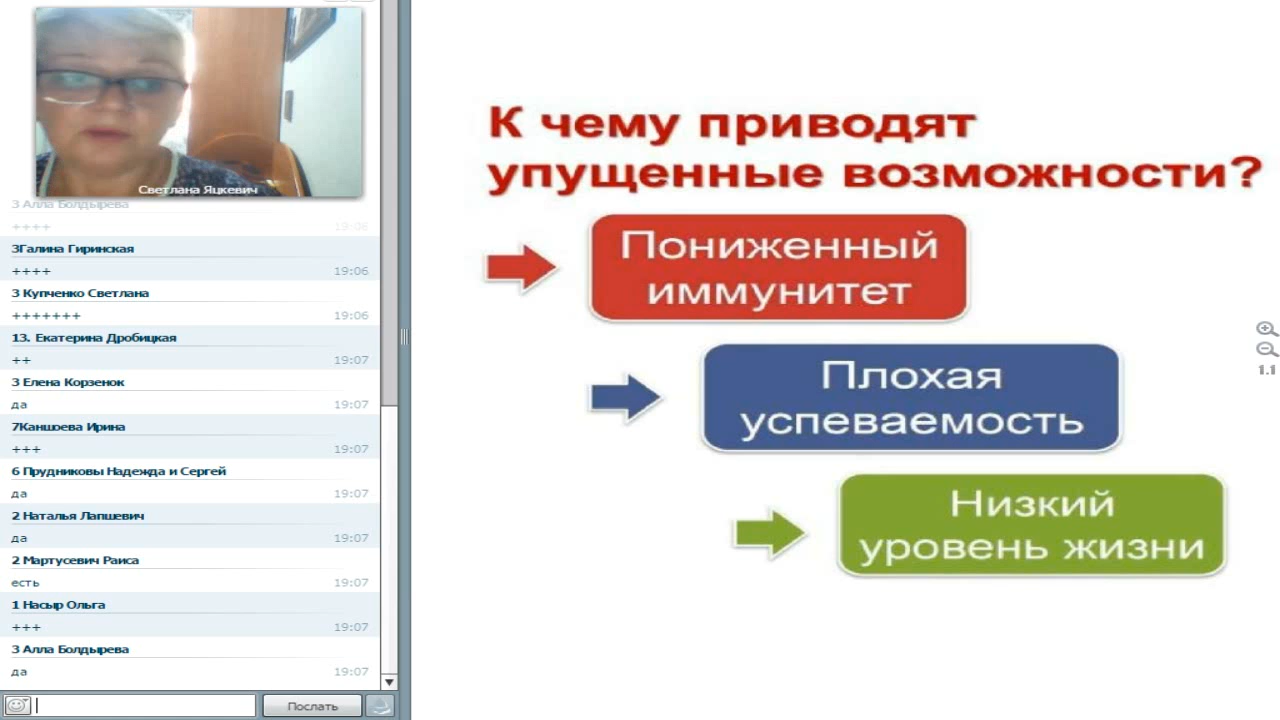 Светлана Яцкевич
3 Алла Болдырева
++++ 19:06
3Галина Гиринская
++++ 19:06
3 Купченко Светлана
+++++++ 19:06
13. Екатерина Дробицкая
++ 19:07
3 Елена Корзенок
да 19:07
7Каншоева Ирина
+++ 19:07
6 Прудниковы Надежда и Сергей
да 19:07
2 Наталья Лапшевич
да 19:07
2 Мартусевич Раиса
есть 19:07
1 Насыр Ольга
+++ 19:07
3 Алла Болдырева
да 19:07
Послать
К чему приводят
упущенные возможности?
Пониженный
иммунитет
Плохая
успеваемость
Низкий
уровень жизни
1.1